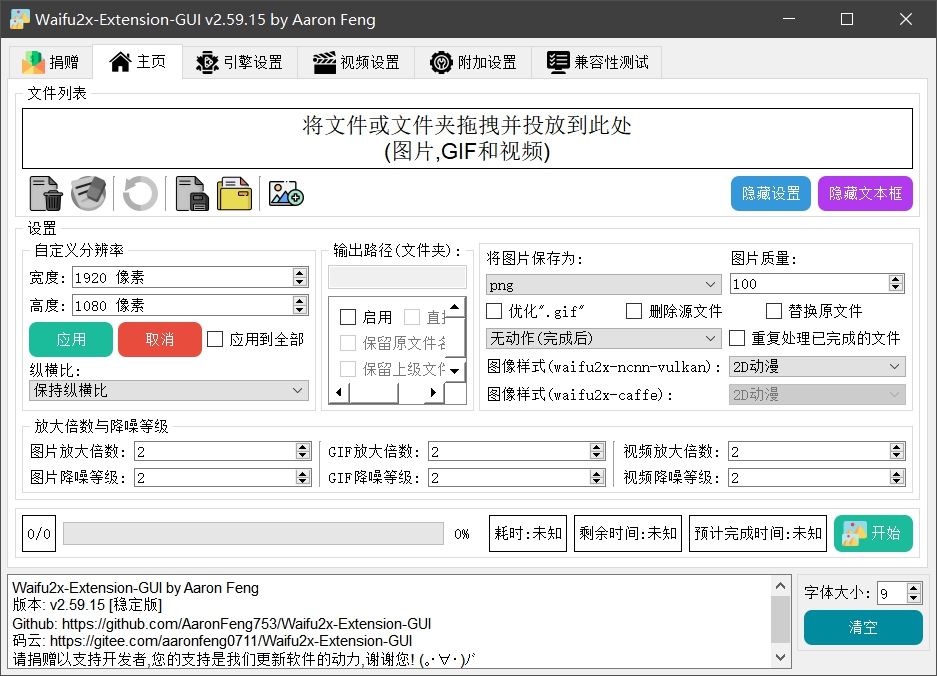 Waifu2x-Extension-GUI v2.59.15 by Aaron Feng
捐赠 主页 引擎设置 视频设置 附加设置 兼容性测试
文件列表
将文件或文件夹拖拽并投放到此处
(图片,GIF和视频)
隐藏设置 隐藏文本框
设置
自定义分辨率
宽度: 1920 像素
高度: 1080 像素
应用 取消 应用到全部
纵横比:
保持纵横比
输出路径(文件夹):
启用
保留原文件
保留上级文件
将图片保存为: 图片质量:
png 100
优化".gif" 删除源文件 替换原文件
无动作(完成后) 重复处理已完成的文件
图像样式(waifu2x-ncnn-vulkan): 2D动漫
图像样式(waifu2x-caffe): 2D动漫
放大倍数与降噪等级
图片放大倍数: 2 GIF放大倍数: 2 视频放大倍数: 2
图片降噪等级: 2 GIF降噪等级: 2 视频降噪等级: 2
0/0 0% 耗时:未知 剩余时间:未知 预计完成时间:未知 开始
Waifu2x-Extension-GUI by Aaron Feng
版本: v2.59.15 [稳定版]
Github: https://github.com/AaronFeng753/Waifu2x-Extension-GUI
码云: https://gitee.com/aaronfeng0711/Waifu2x-Extension-GUI
请捐赠以支持开发者,您的支持是我们更新软件的动力,谢谢您! (｡･∀･)ﾉﾞ
字体大小: 9
清空